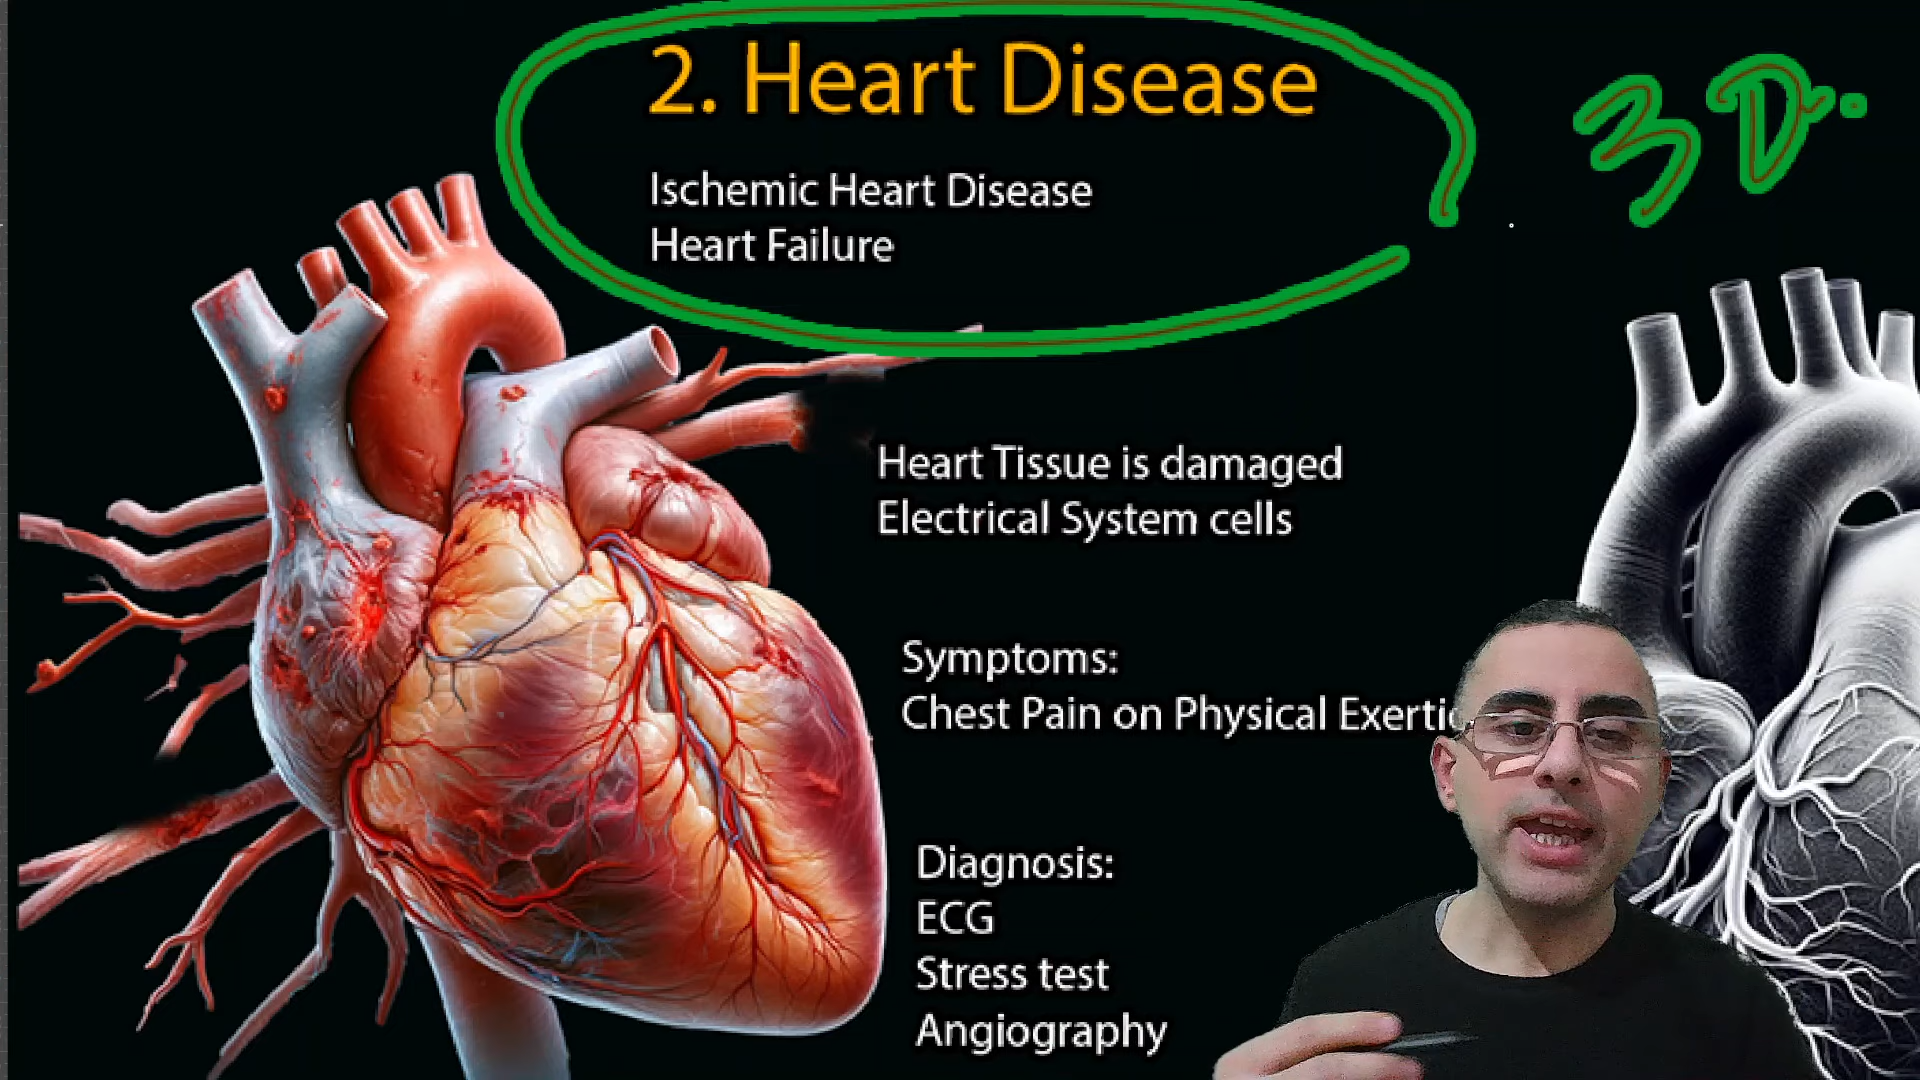 2. Heart Disease
3 D.
Ischemic Heart Disease
Heart Failure
Heart Tissue is damaged
Electrical System cells
Symptoms:
Chest Pain on Physical Exerti
Diagnosis:
ECG
Stress test
Angiography